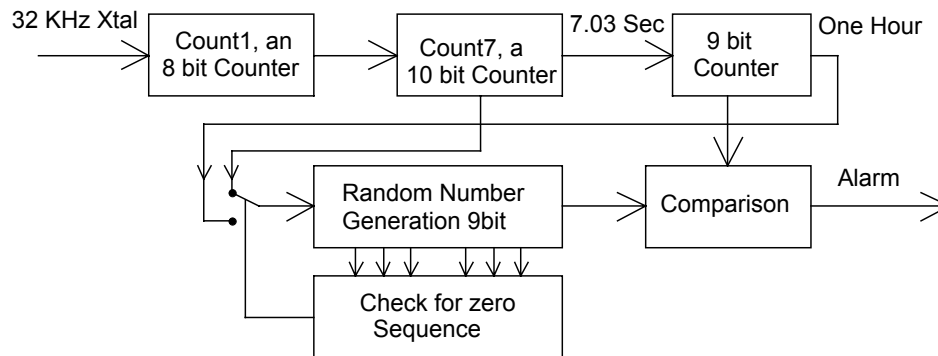 32 KHz Xtal
Count1, an
8 bit Counter
Count7, a
10 bit Counter
7.03 Sec
9 bit
Counter
One Hour
Random Number
Generation 9bit
Comparison
Alarm
Check for zero
Sequence